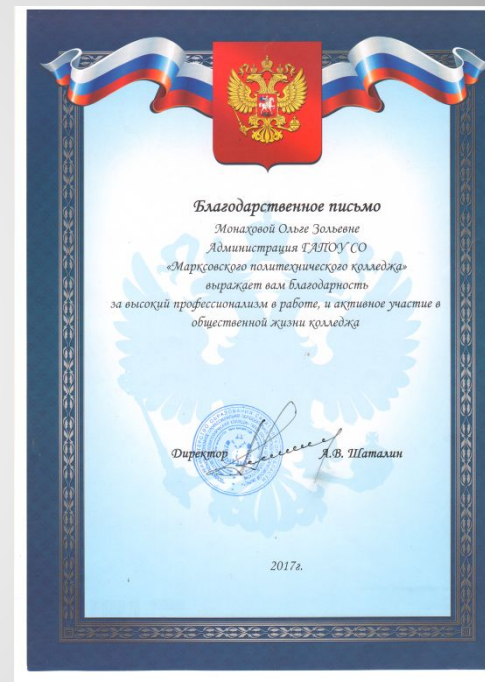 Благодарственное письмо
Монаховой Ольге Зольевне
Администрация ГАПОУ СО
«Марксовского политехнического колледжа»
выражает вам благодарность
за высокий профессионализм в работе, и активное участие в
общественной жизни колледжа
Директор А.В. Шаталин
2017г.